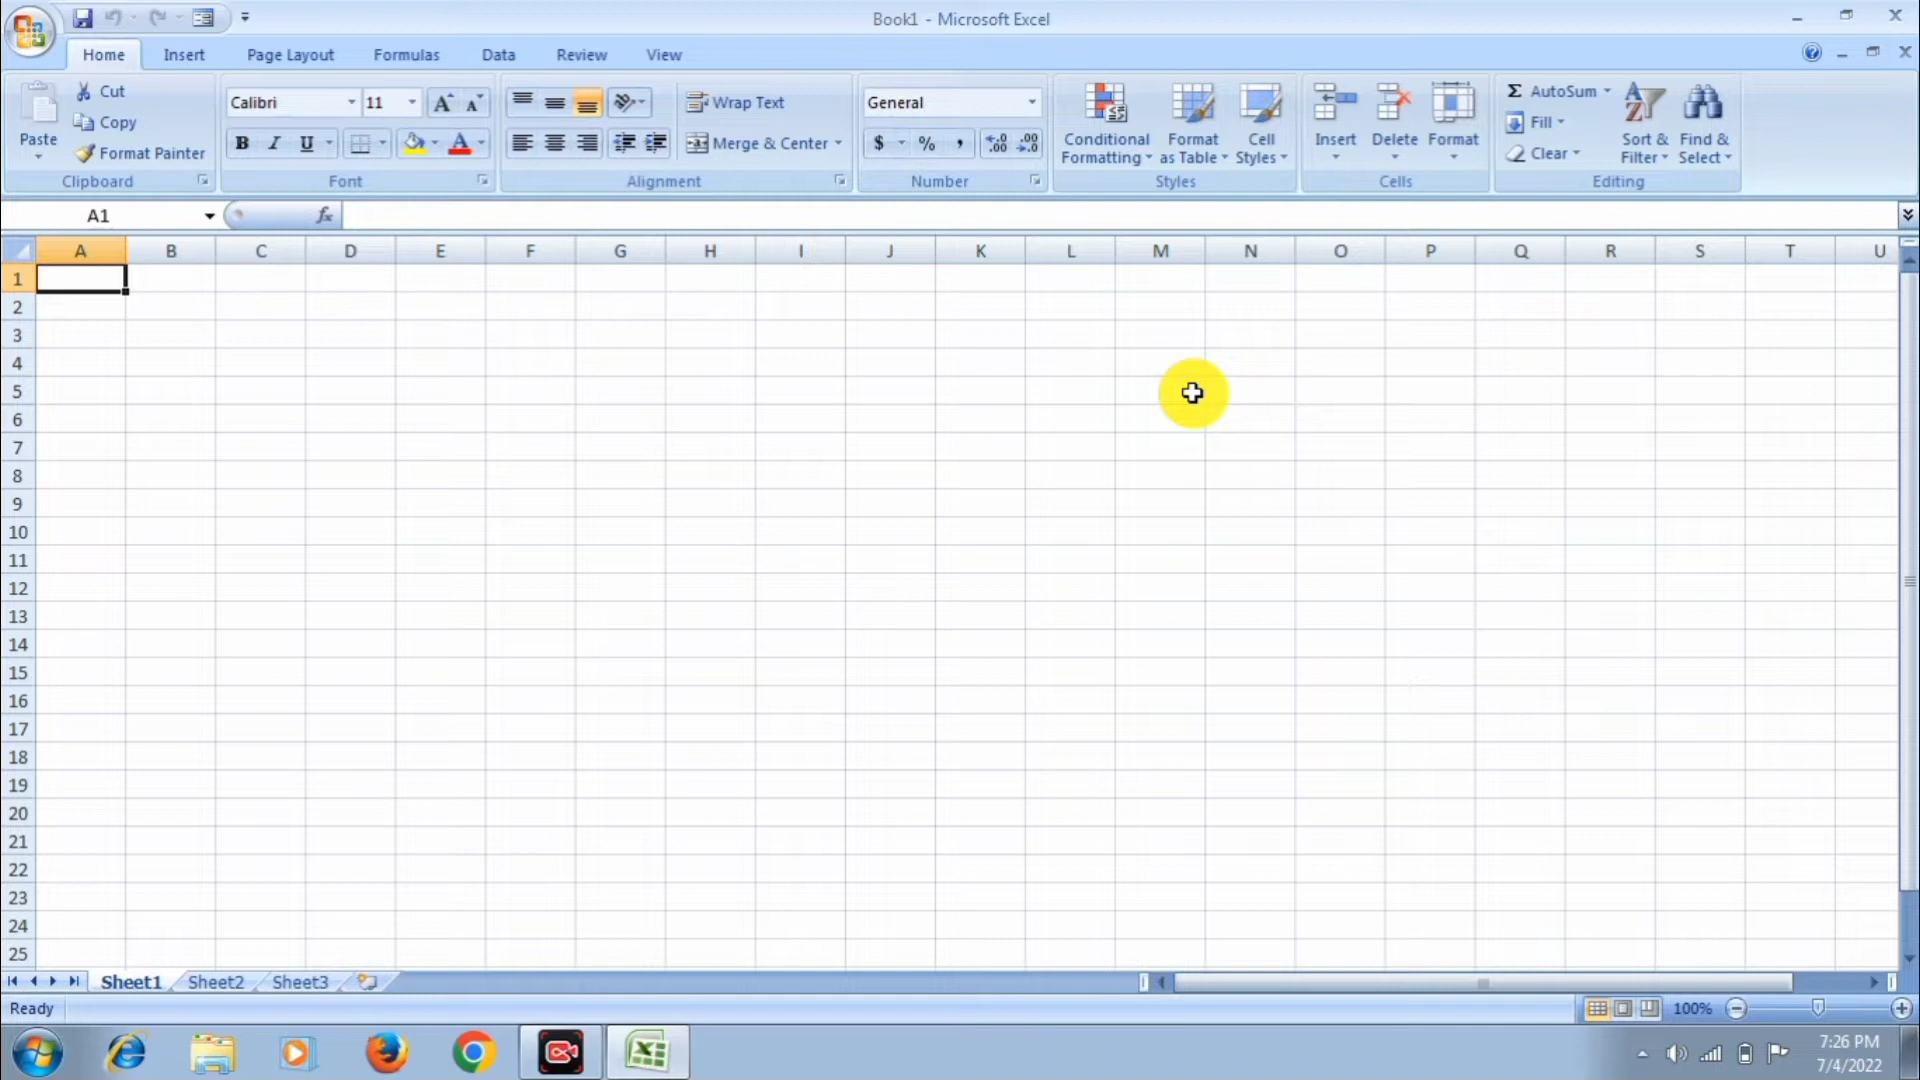 Book1 - Microsoft Excel
Home Insert Page Layout Formulas Data Review View
Cut
Copy
Format Painter
Paste
Clipboard
Calibri 11
B I U A
Font
Wrap Text
Merge & Center
Alignment
General
$ % ,
Number
Conditional Formatting
Format as Table
Cell Styles
Styles
Insert Delete Format
Cells
Σ AutoSum
Fill
Clear
Sort & Filter
Find & Select
Editing
A1 fx
A B C D E F G H I J K L M N O P Q R S T U
1
2
3
4
5
6
7
8
9
10
11
12
13
14
15
16
17
18
19
20
21
22
23
24
25
Sheet1 Sheet2 Sheet3
Ready 100%
7:26 PM
7/4/2022